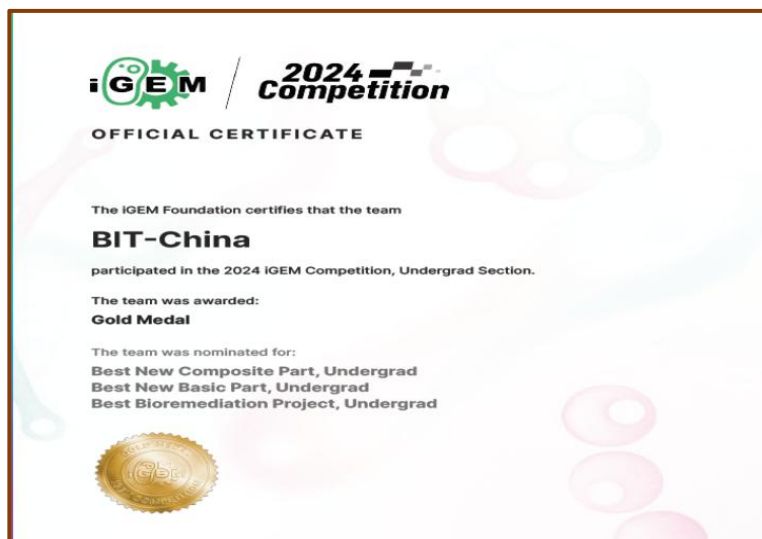 iGEM
2024
Competition
OFFICIAL CERTIFICATE
The iGEM Foundation certifies that the team
BIT-China
participated in the 2024 iGEM Competition, Undergrad Section.
The team was awarded:
Gold Medal
The team was nominated for:
Best New Composite Part, Undergrad
Best New Basic Part, Undergrad
Best Bioremediation Project, Undergrad
iGEM